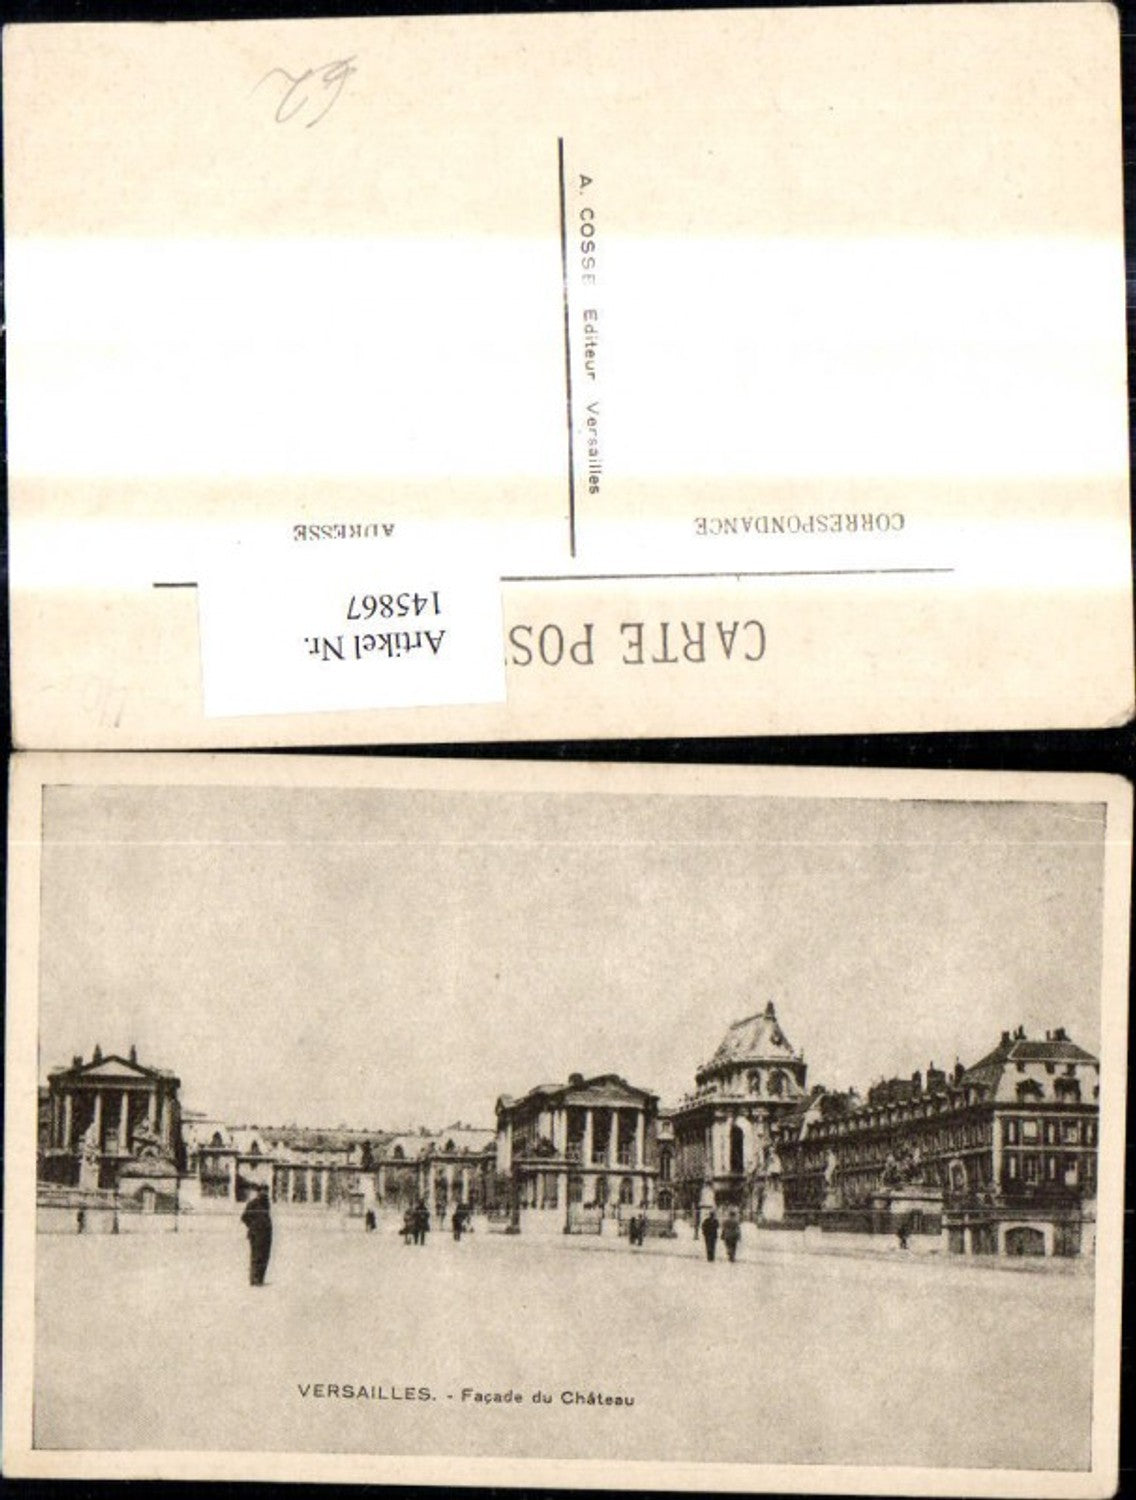 CARTE POS
Artikel Nr.
145867
CORRESPONDANCE
ADRESSE
A. COSSE Editeur Versailles
VERSAILLES. - Façade du Château